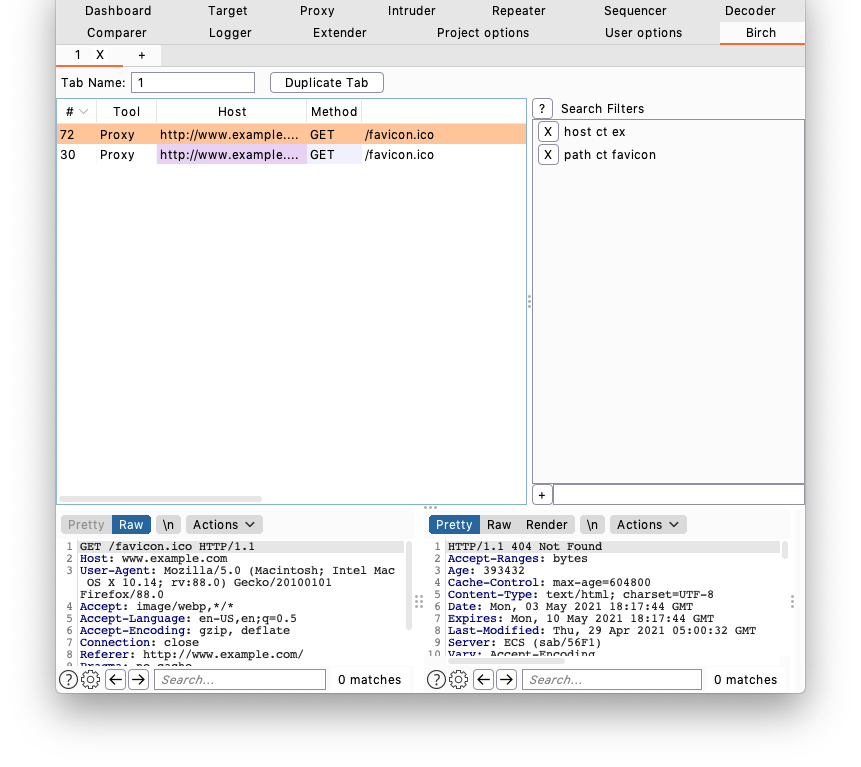 Dashboard Target Proxy Intruder Repeater Sequencer Decoder
Comparer Logger Extender Project options User options Birch
1 X +
Tab Name: 1 Duplicate Tab
# Tool Host Method
72 Proxy http://www.example.... GET /favicon.ico
30 Proxy http://www.example.... GET /favicon.ico
? Search Filters
X host ct ex
X path ct favicon
+
Pretty Raw \n Actions
1 GET /favicon.ico HTTP/1.1
2 Host: www.example.com
3 User-Agent: Mozilla/5.0 (Macintosh; Intel Mac
OS X 10.14; rv:88.0) Gecko/20100101
Firefox/88.0
4 Accept: image/webp,*/*
5 Accept-Language: en-US,en;q=0.5
6 Accept-Encoding: gzip, deflate
7 Connection: close
8 Referer: http://www.example.com/
9 Pragma: no-cache
? Search... 0 matches
Pretty Raw Render \n Actions
1 HTTP/1.1 404 Not Found
2 Accept-Ranges: bytes
3 Age: 393432
4 Cache-Control: max-age=604800
5 Content-Type: text/html; charset=UTF-8
6 Date: Mon, 03 May 2021 18:17:44 GMT
7 Expires: Mon, 10 May 2021 18:17:44 GMT
8 Last-Modified: Thu, 29 Apr 2021 05:00:32 GMT
9 Server: ECS (sab/56F1)
10 Vary: Accept-Encoding
? Search... 0 matches